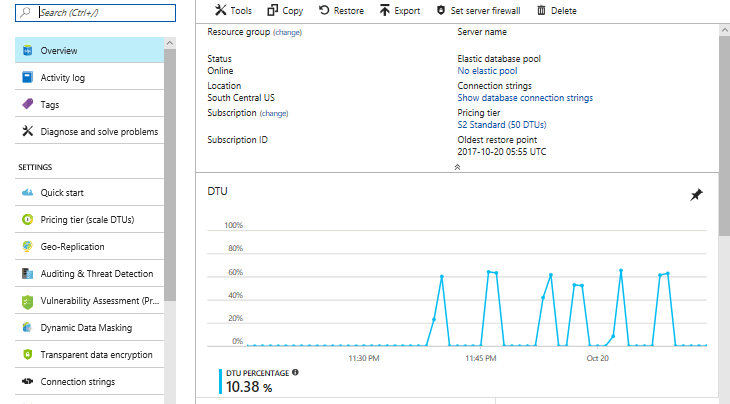 Search (Ctrl+/)
Overview
Activity log
Tags
Diagnose and solve problems
SETTINGS
Quick start
Pricing tier (scale DTUs)
Geo-Replication
Auditing & Threat Detection
Vulnerability Assessment (Pr...
Dynamic Data Masking
Transparent data encryption
Connection strings
Tools Copy Restore Export Set server firewall Delete
Resource group (change)
Server name
Status
Online
Elastic database pool
No elastic pool
Location
South Central US
Connection strings
Show database connection strings
Subscription (change)
Pricing tier
S2 Standard (50 DTUs)
Subscription ID
Oldest restore point
2017-10-20 05:55 UTC
DTU
100%
80%
60%
40%
20%
0%
11:30 PM 11:45 PM Oct 20
DTU PERCENTAGE
10.38 %